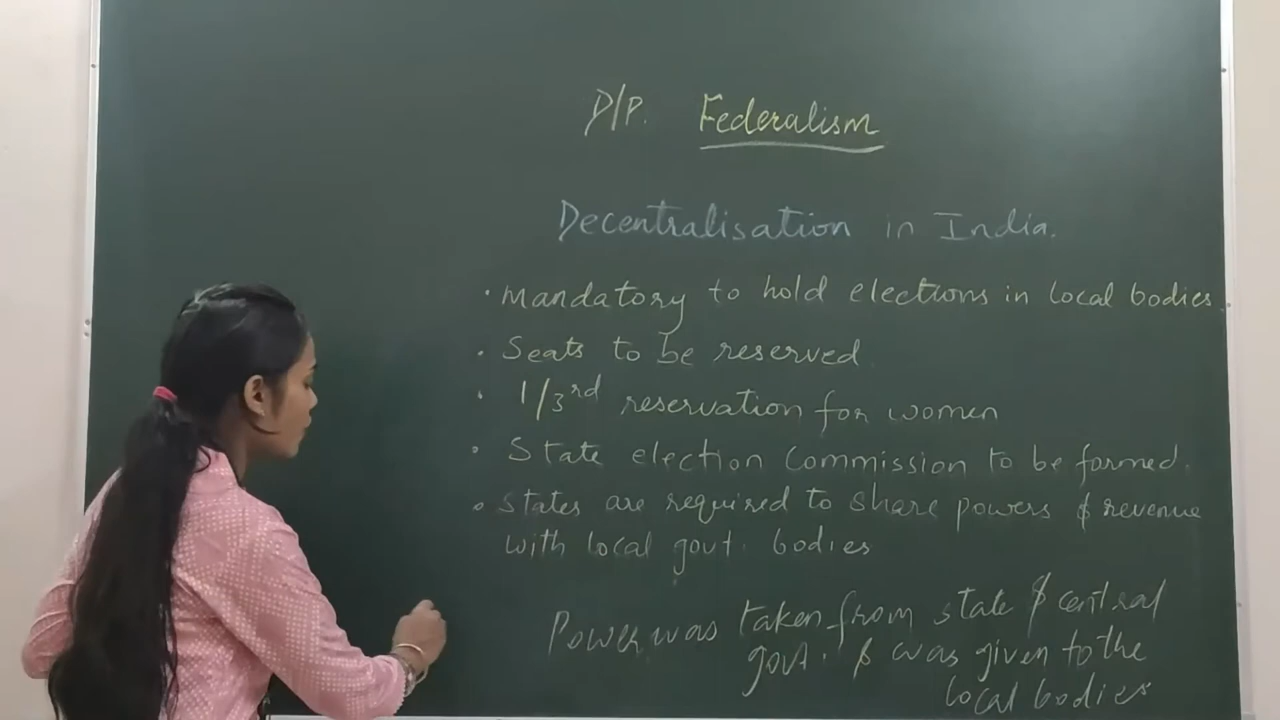 D/P. Federalism
Decentralisation in India.
• Mandatory to hold elections in local bodies.
• Seats to be reserved
• 1/3rd reservation for women
• State election Commission to be formed.
• States are required to share powers & revenue
with local govt. bodies
Power was taken from state & central
govt. & was given to the
local bodies